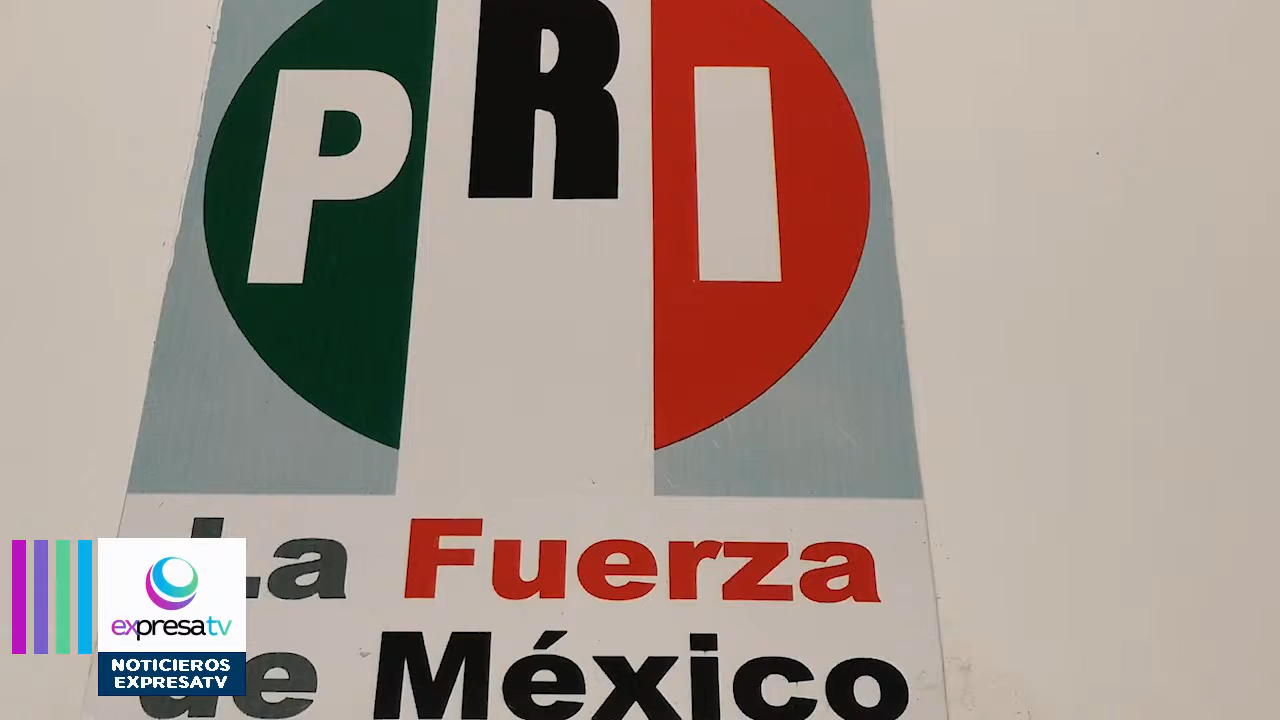 PRI
La Fuerza
de México
expresatv
NOTICIEROS
EXPRESATV